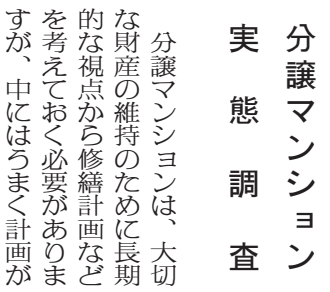 分譲マンション
実態調査
分譲マンションは、大切
な財産の維持のために長期
的な視点から修繕計画など
を考えておく必要がありま
すが、中にはうまく計画が